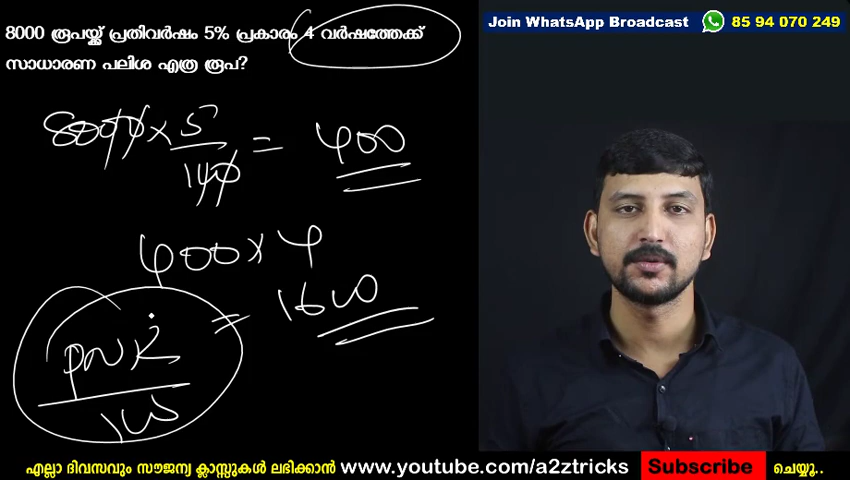 8000 രൂപയ്ക്ക് പ്രതിവർഷം 5% പ്രകാരം 4 വർഷത്തേക്ക്
സാധാരണ പലിശ എത്ര രൂപ?
Join WhatsApp Broadcast 85 94 070 249
8000 × 5/100 = 400
400 × 4
= 1600
PNR
100
എല്ലാ ദിവസവും സൗജന്യ ക്ലാസ്സുകൾ ലഭിക്കാൻ www.youtube.com/a2ztricks Subscribe ചെയ്യൂ..